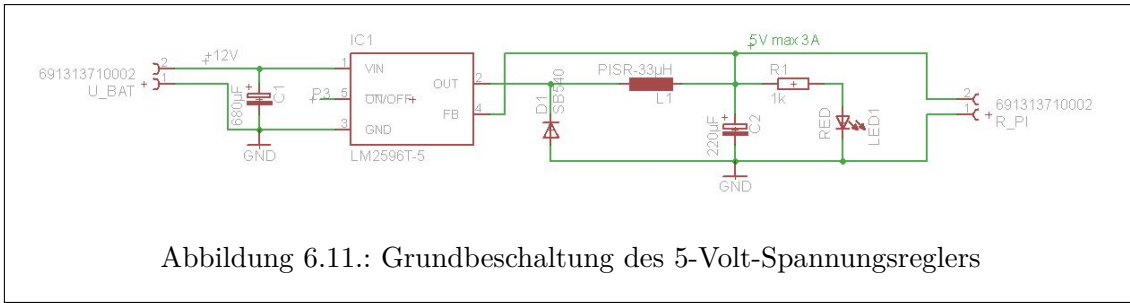 IC1
+12V
5V max 3A
2
1
691313710002
U_BAT
680µF
C1
GND
P3
1
VIN
5
ON/OFF
3
GND
OUT
2
FB
4
LM2596T-5
D1
SB540
PISR-33µH
L1
R1
1k
220µF
C2
GND
RED
LED1
2
1
691313710002
R_PI
Abbildung 6.11.: Grundbeschaltung des 5-Volt-Spannungsreglers